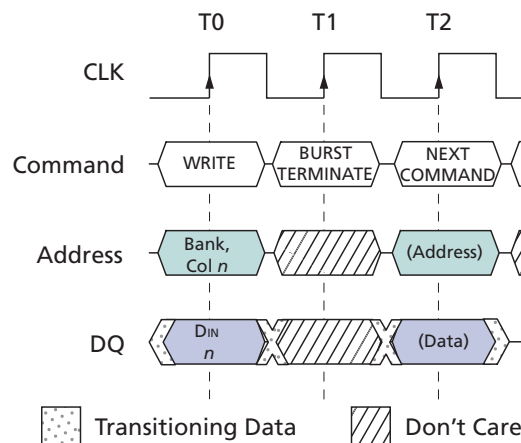 T0 T1 T2
CLK
Command WRITE BURST TERMINATE NEXT COMMAND
Address Bank, Col n (Address)
DQ DIN n (Data)
Transitioning Data Don't Care